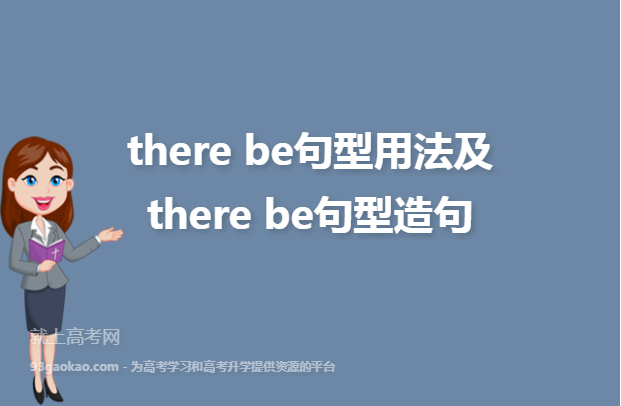 there be句型用法及
there be句型造句
就上高考网
95gaokao.com - 为高考学习和高考升学提供资源的平台